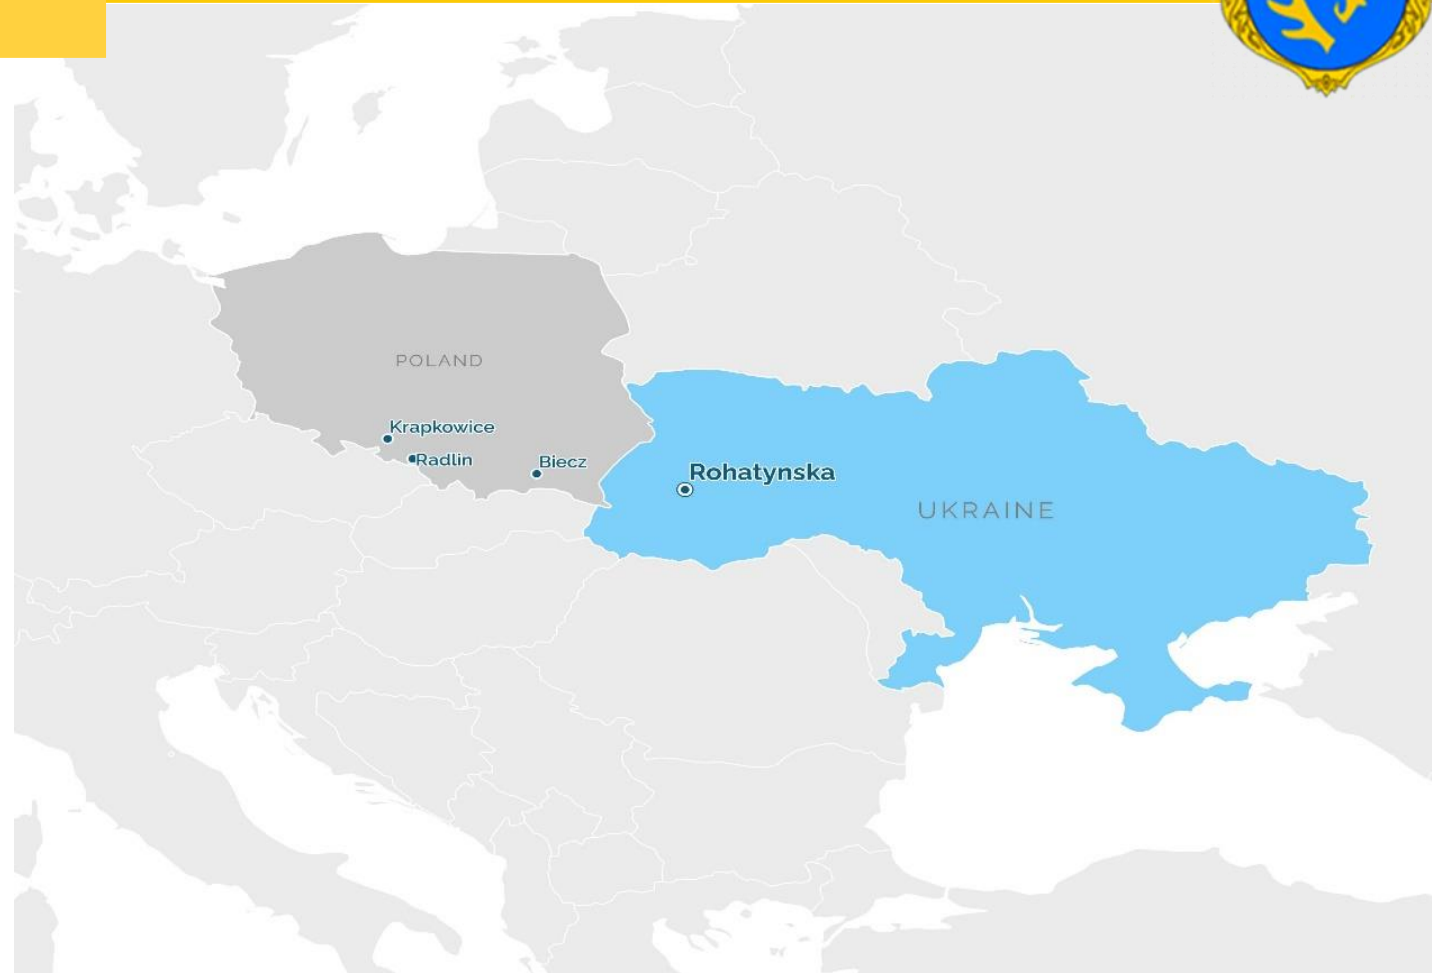 POLAND
Krapkowice
Radlin
Biecz
Rohatynska
UKRAINE